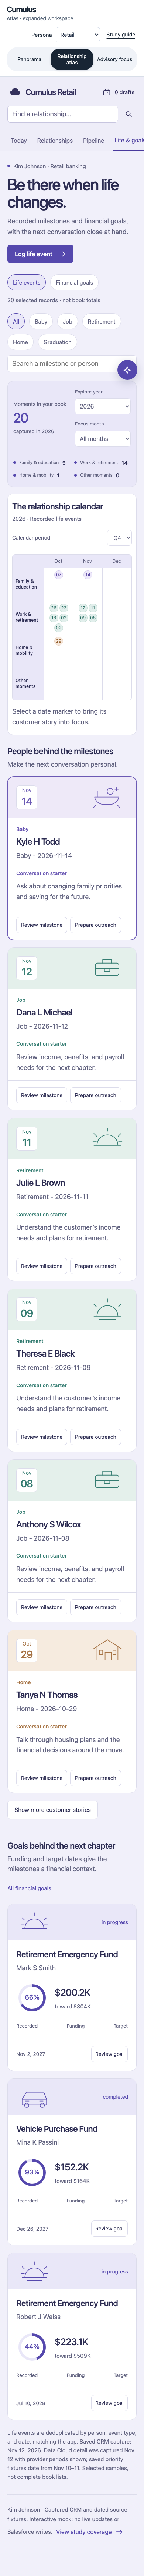 Cumulus
Atlas · expanded workspace
Persona
Retail
Study guide
Panorama
Relationship atlas
Advisory focus
Cumulus Retail
0 drafts
Find a relationship...
Today
Relationships
Pipeline
Life & goals
Kim Johnson · Retail banking
Be there when life
changes.
Recorded milestones and financial goals,
with the next conversation close at hand.
Log life event
Life events
Financial goals
20 selected records · not book totals
All
Baby
Job
Retirement
Home
Graduation
Search a milestone or person
Moments in your book
20
captured in 2026
Explore year
2026
Focus month
All months
Family & education 5
Work & retirement 14
Home & mobility 1
Other moments 0
The relationship calendar
2026 · Recorded life events
Calendar period
Q4
Oct
Nov
Dec
Family & education
07
14
Work & retirement
26 22
12 11
19 02
09 08
02
Home & mobility
29
Other moments
Select a date marker to bring its
customer story into focus.
People behind the milestones
Make the next conversation personal.
Nov
14
Baby
Kyle H Todd
Baby - 2026-11-14
Conversation starter
Ask about changing family priorities
and saving for the future.
Review milestone
Prepare outreach
Nov
12
Job
Dana L Michael
Job - 2026-11-12
Conversation starter
Review income, benefits, and payroll
needs for the next chapter.
Review milestone
Prepare outreach
Nov
11
Retirement
Julie L Brown
Retirement - 2026-11-11
Conversation starter
Understand the customer's income
needs and plans for retirement.
Review milestone
Prepare outreach
Nov
09
Retirement
Theresa E Black
Retirement - 2026-11-09
Conversation starter
Understand the customer's income
needs and plans for retirement.
Review milestone
Prepare outreach
Nov
08
Job
Anthony S Wilcox
Job - 2026-11-08
Conversation starter
Review income, benefits, and payroll
needs for the next chapter.
Review milestone
Prepare outreach
Oct
29
Home
Tanya N Thomas
Home - 2026-10-29
Conversation starter
Talk through housing plans and the
financial decisions around the move.
Review milestone
Prepare outreach
Show more customer stories
Goals behind the next chapter
Funding and target dates give the
milestones a financial context.
All financial goals
in progress
Retirement Emergency Fund
Mark S Smith
66%
$200.2K
toward $304K
Recorded
Funding
Target
Nov 2, 2027
Review goal
completed
Vehicle Purchase Fund
Mina K Passini
93%
$152.2K
toward $164K
Recorded
Funding
Target
Dec 26, 2027
Review goal
in progress
Retirement Emergency Fund
Robert J Weiss
44%
$223.1K
toward $509K
Recorded
Funding
Target
Jul 10, 2026
Review goal
Life events are deduplicated by person, event type,
and date, matching the app. Saved CRM capture:
Nov 12, 2026. Data Cloud detail was captured Nov
12 with provider periods shown; saved priority
fixtures date from Nov 10–11. Selected samples,
not complete book lists.
Kim Johnson · Captured CRM and dated source
fixtures. Interactive mock; no live updates or
Salesforce writes.
View study coverage